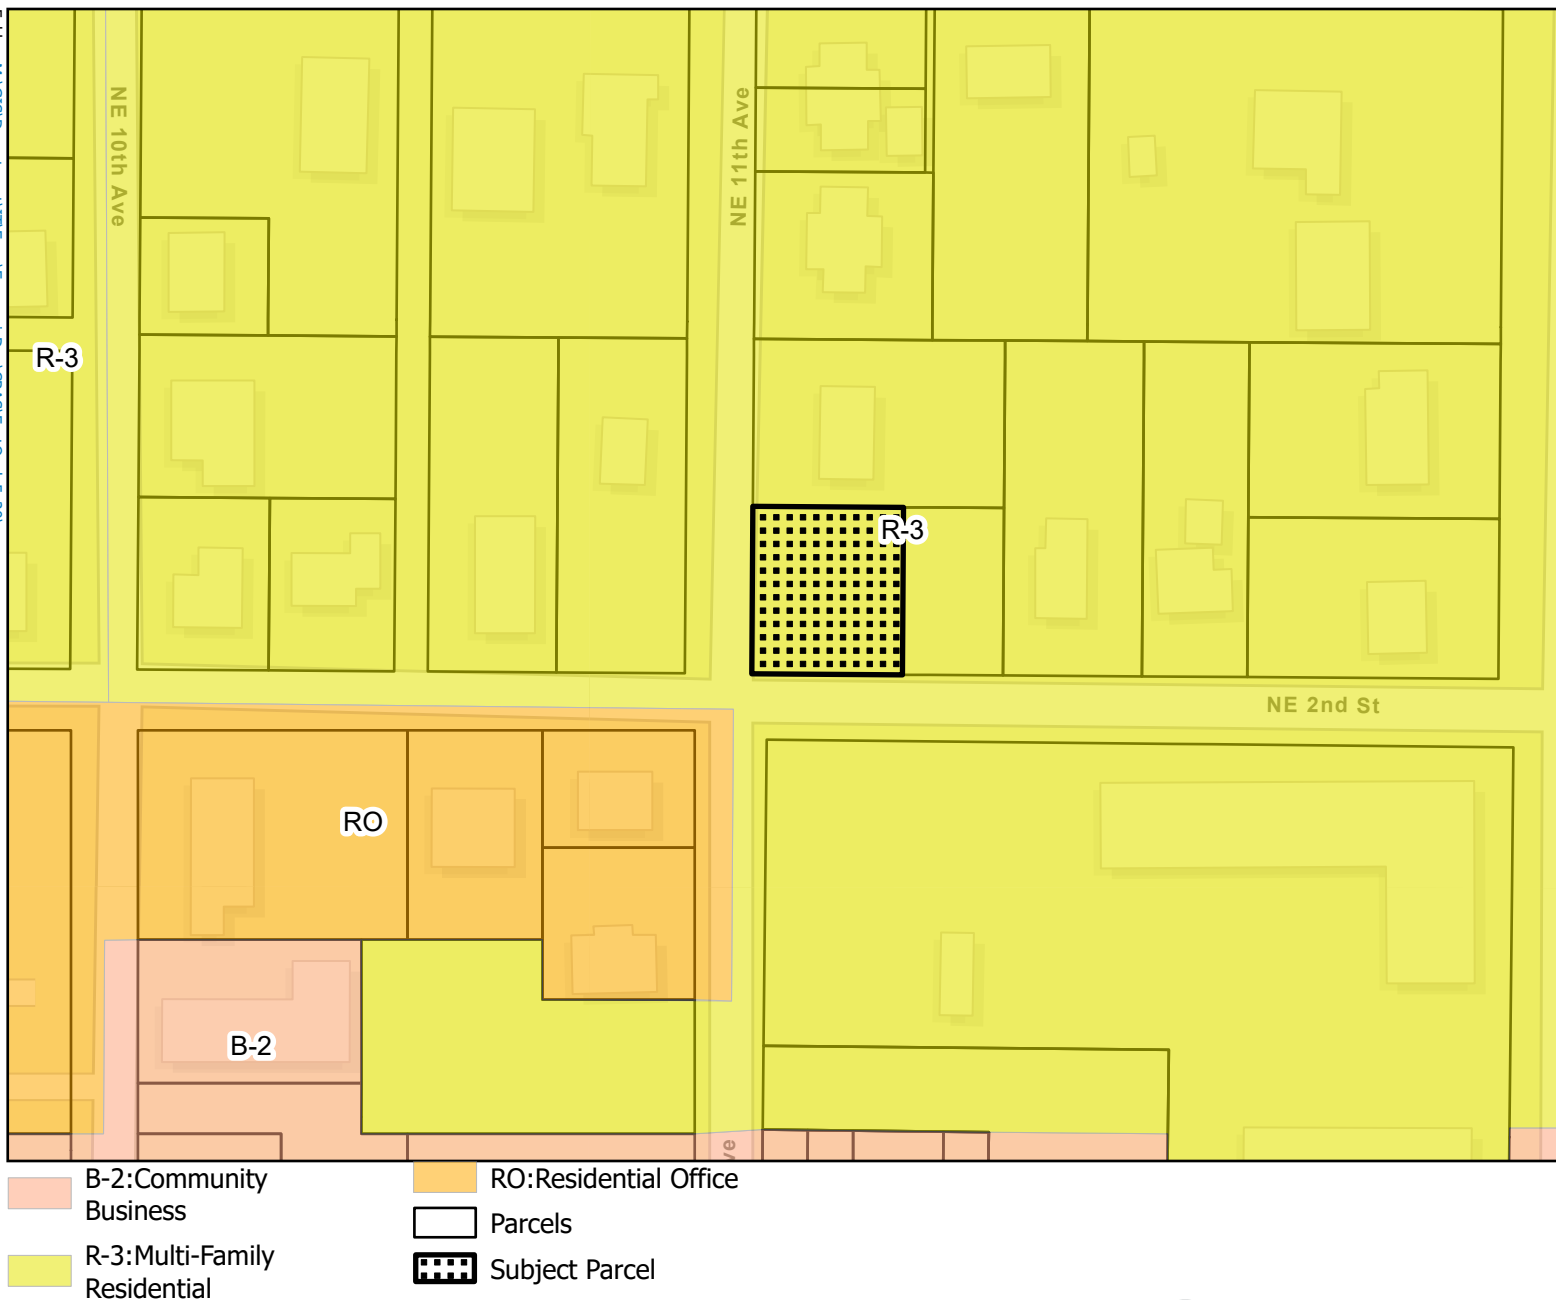 NE 10th Ave
NE 11th Ave
R-3
R-3
NE 2nd St
RO
B-2
ve
B-2:Community
Business
R-3:Multi-Family
Residential
RO:Residential Office
Parcels
Subject Parcel